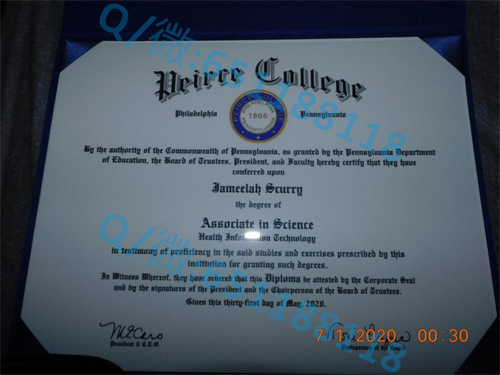 Peirce College
Philadelphia Pennsylvania
1865
By the authority of the Commonwealth of Pennsylvania, as granted by the Pennsylvania Department
of Education, the Board of Trustees, President, and Faculty hereby certify that they have
conferred upon
Jameelah Scurry
the degree of
Associate in Science
Health Information Technology
in testimony of proficiency in the said studies and exercises prescribed by this
institution for granting such degrees.
In Witness Whereof, they have ordered that this Diploma be attested by the Corporate Seal
and by the signatures of the President and the Chairperson of the Board of Trustees.
Given this thirty-first day of May, 2020.
President & C.E.O.
7/1/2020 00:30
Q/微:651188118
Q/微:651188118